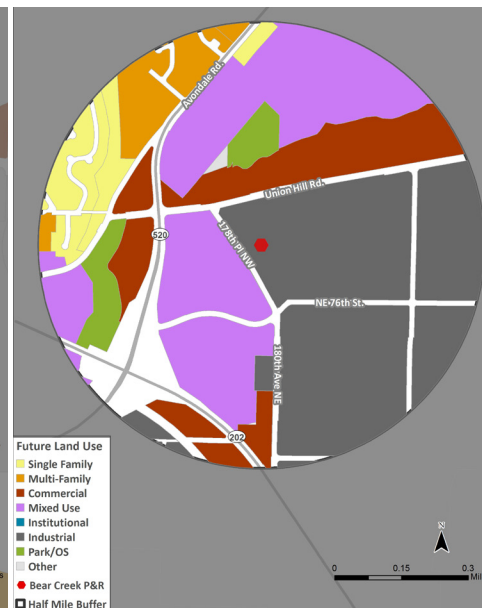 Avondale Rd.
Union Hill Rd.
520
178th Pl NW
NE 76th St.
180th Ave NE
202
Future Land Use
Single Family
Multi-Family
Commercial
Mixed Use
Institutional
Industrial
Park/OS
Other
Bear Creek P&R
Half Mile Buffer
N
0 0.15 0.3
Mil